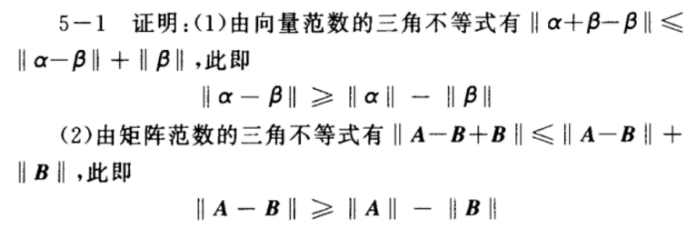 5-1 证明:(1)由向量范数的三角不等式有‖α+β-β‖≤
‖α-β‖+‖β‖,此即
‖α-β‖≥‖α‖-‖β‖
(2)由矩阵范数的三角不等式有‖A-B+B‖≤‖A-B‖+
‖B‖,此即
‖A-B‖≥‖A‖-‖B‖